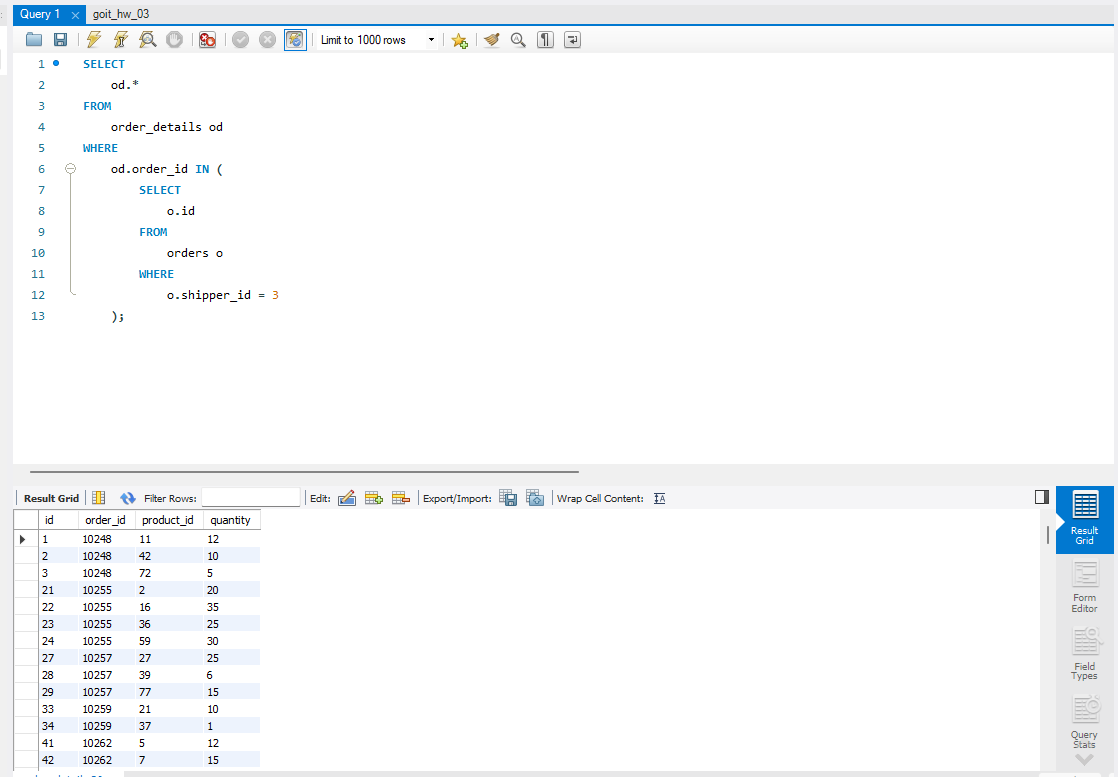 Query 1 goit_hw_03
Limit to 1000 rows
1 SELECT
2 od.*
3 FROM
4 order_details od
5 WHERE
6 od.order_id IN (
7 SELECT
8 o.id
9 FROM
10 orders o
11 WHERE
12 o.shipper_id = 3
13 );
Result Grid Filter Rows: Edit: Export/Import: Wrap Cell Content:
id order_id product_id quantity
1 10248 11 12
2 10248 42 10
3 10248 72 5
21 10255 2 20
22 10255 16 35
23 10255 36 25
24 10255 59 30
27 10257 27 25
28 10257 39 6
29 10257 77 15
33 10259 21 10
34 10259 37 1
41 10262 5 12
42 10262 7 15
Result
Grid
Form
Editor
Field
Types
Query
Stats